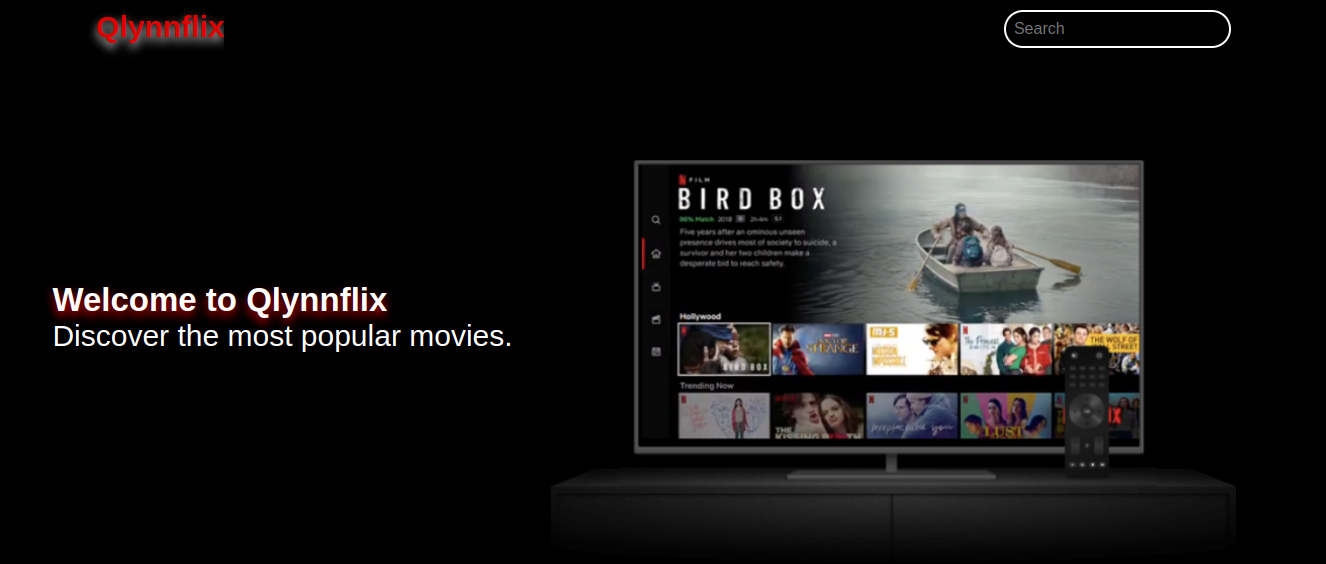 Qlynnflix
Search
Welcome to Qlynnflix
Discover the most popular movies.
FILM
BIRD BOX
98% Match 2018 2h 4m 5.1
Five years after an ominous unseen
presence drives most of society to suicide, a
survivor and her two children make a
desperate bid to reach safety.
Hollywood
BIRD BOX
DOCTOR STRANGE
M:I-5
The Princess SWITCH
THE WOLF OF
STREET
Trending Now
THE
KISSING BOOTH
irreplaceable you
LUST